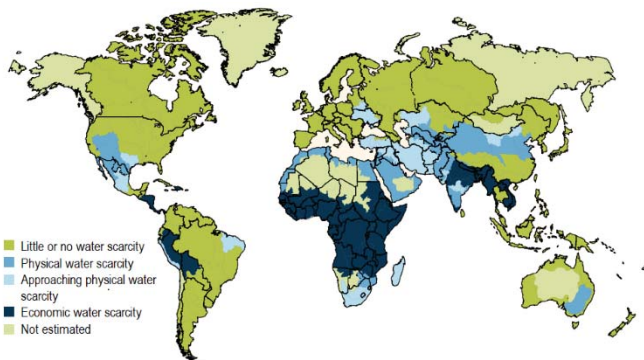 Little or no water scarcity
Physical water scarcity
Approaching physical water
scarcity
Economic water scarcity
Not estimated